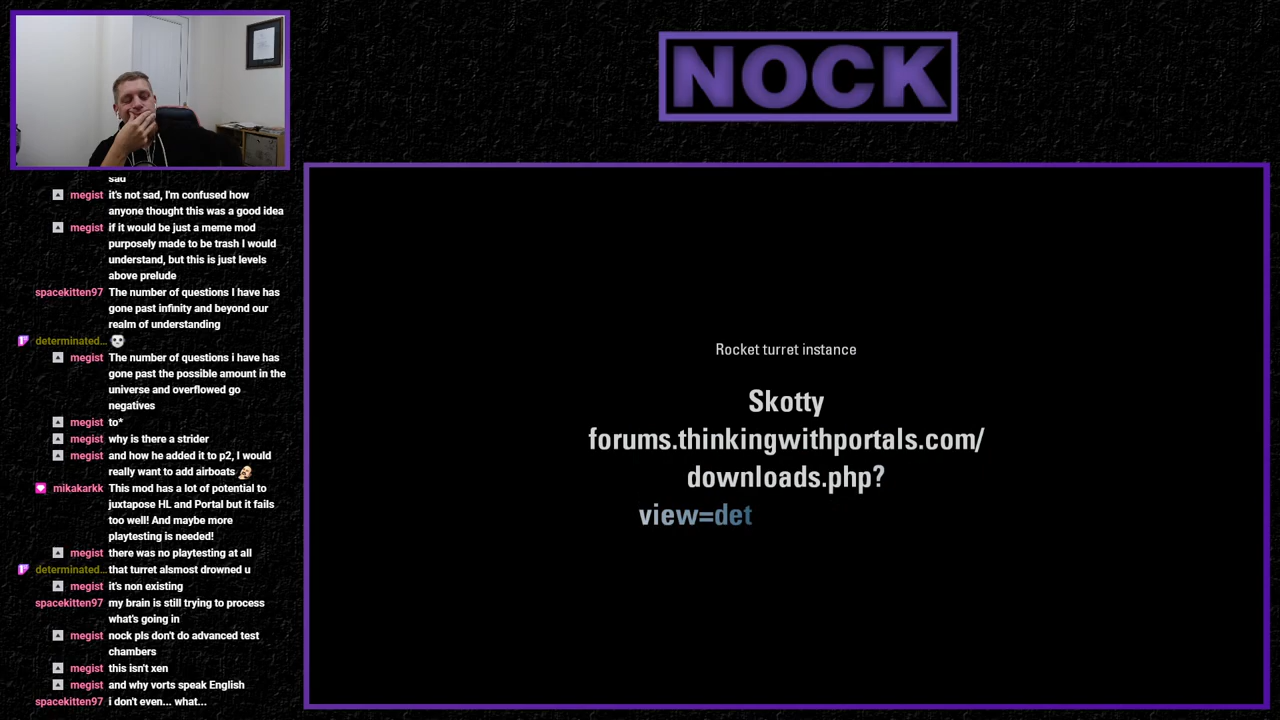 NOCK
sad
megist it's not sad, I'm confused how
anyone thought this was a good idea
megist if it would be just a meme mod
purposely made to be trash I would
understand, but this is just levels
above prelude
spacekitten97 The number of questions I have has
gone past infinity and beyond our
realm of understanding
determinated...
megist The number of questions i have has
gone past the possible amount in the
universe and overflowed go
negatives
megist to*
megist why is there a strider
megist and how he added it to p2, I would
really want to add airboats
mikakarkk This mod has a lot of potential to
juxtapose HL and Portal but it fails
too well! And maybe more
playtesting is needed!
megist there was no playtesting at all
determinated... that turret alsmost drowned u
megist it's non existing
spacekitten97 my brain is still trying to process
what's going in
megist nock pls don't do advanced test
chambers
megist this isn't xen
megist and why vorts speak English
spacekitten97 i don't even... what...
Rocket turret instance
Skotty
forums.thinkingwithportals.com/
downloads.php?
view=det